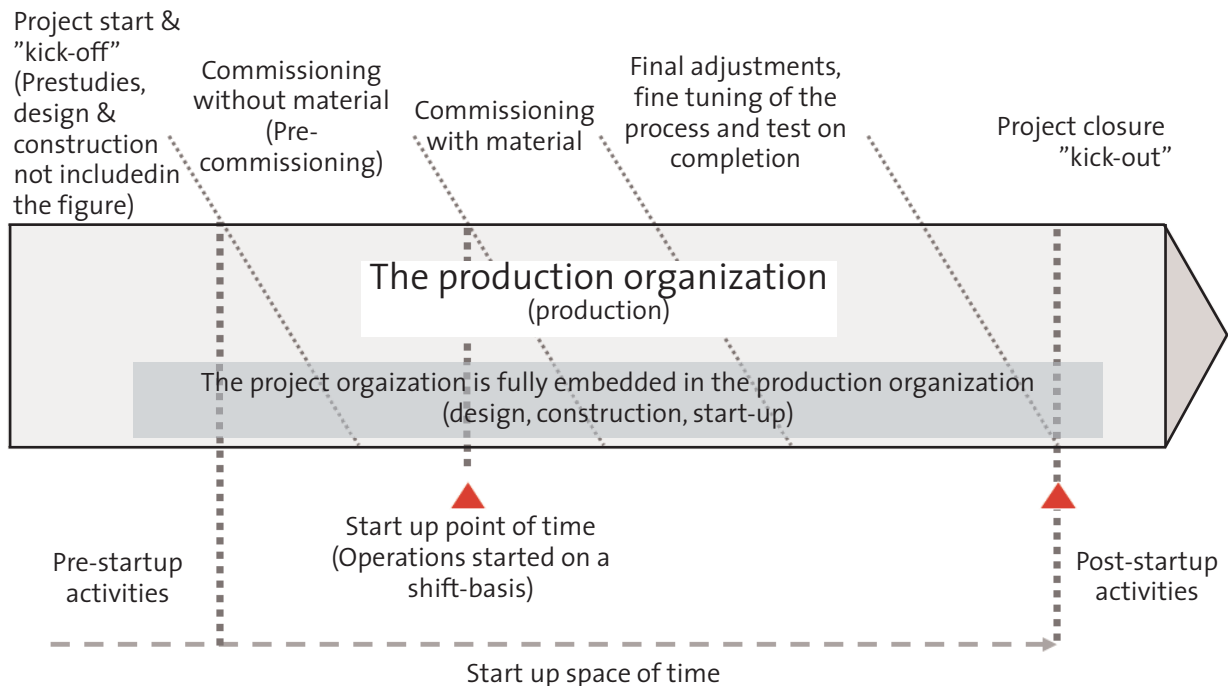 Project start &
”kick-off”
(Prestudies,
design &
construction
not includedin
the figure)
Commissioning
without material
(Pre-
commissioning)
Commissioning
with material
Final adjustments,
fine tuning of the
process and test on
completion
Project closure
”kick-out”
The production organization
(production)
The project orgaization is fully embedded in the production organization
(design, construction, start-up)
Pre-startup
activities
Start up point of time
(Operations started on a
shift-basis)
Post-startup
activities
Start up space of time